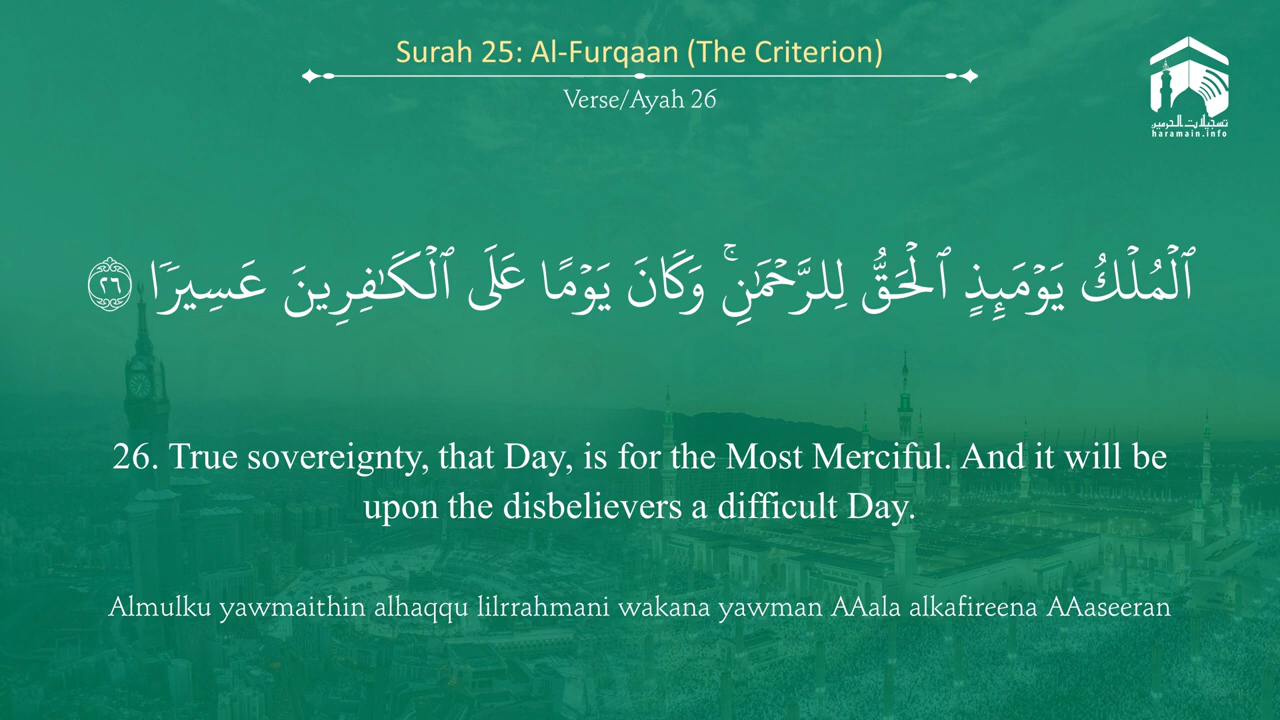 Surah 25: Al-Furqaan (The Criterion)
Verse/Ayah 26
تسجيلات الحرمين
haramain.info
ٱلْمُلْكُ يَوْمَئِذٍ ٱلْحَقُّ لِلرَّحْمَٰنِ ۚ وَكَانَ يَوْمًا عَلَى ٱلْكَٰفِرِينَ عَسِيرًا ٢٦
26. True sovereignty, that Day, is for the Most Merciful. And it will be
upon the disbelievers a difficult Day.
Almulku yawmaithin alhaqqu lilrrahmani wakana yawman AAala alkafireena AAaseeran